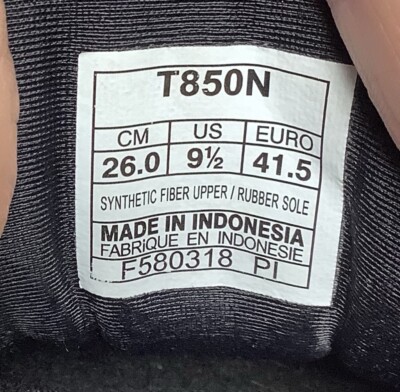 T850N
CM US EURO
26.0 9½ 41.5
SYNTHETIC FIBER UPPER / RUBBER SOLE
MADE IN INDONESIA
FABRiQUE EN INDONESIE
F580318 PI